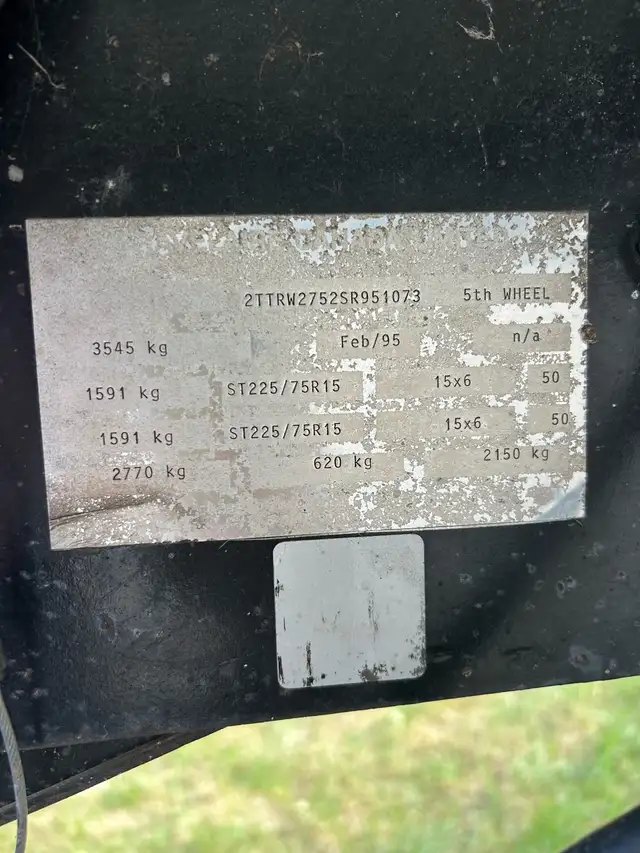 2TTRW2752SR951073 5th WHEEL
3545 kg Feb/95 n/a
1591 kg ST225/75R15 15x6 50
1591 kg ST225/75R15 15x6 50
2770 kg 620 kg 2150 kg